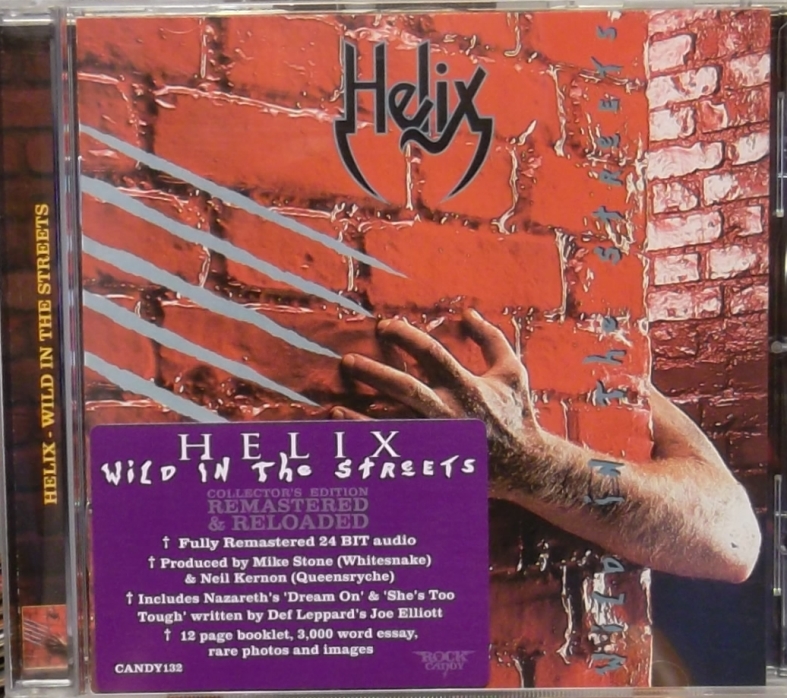 HELIX - WILD IN THE STREETS
Helix
Wild in the streets
HELIX
WiLD iN The StREETS
COLLECTOR'S EDITION
REMASTERED
& RELOADED
† Fully Remastered 24 BIT audio
† Produced by Mike Stone (Whitesnake)
& Neil Kernon (Queensryche)
† Includes Nazareth's 'Dream On' & 'She's Too
Tough' written by Def Leppard's Joe Elliott
† 12 page booklet, 3,000 word essay,
rare photos and images
CANDY132
ROCK
CANDY